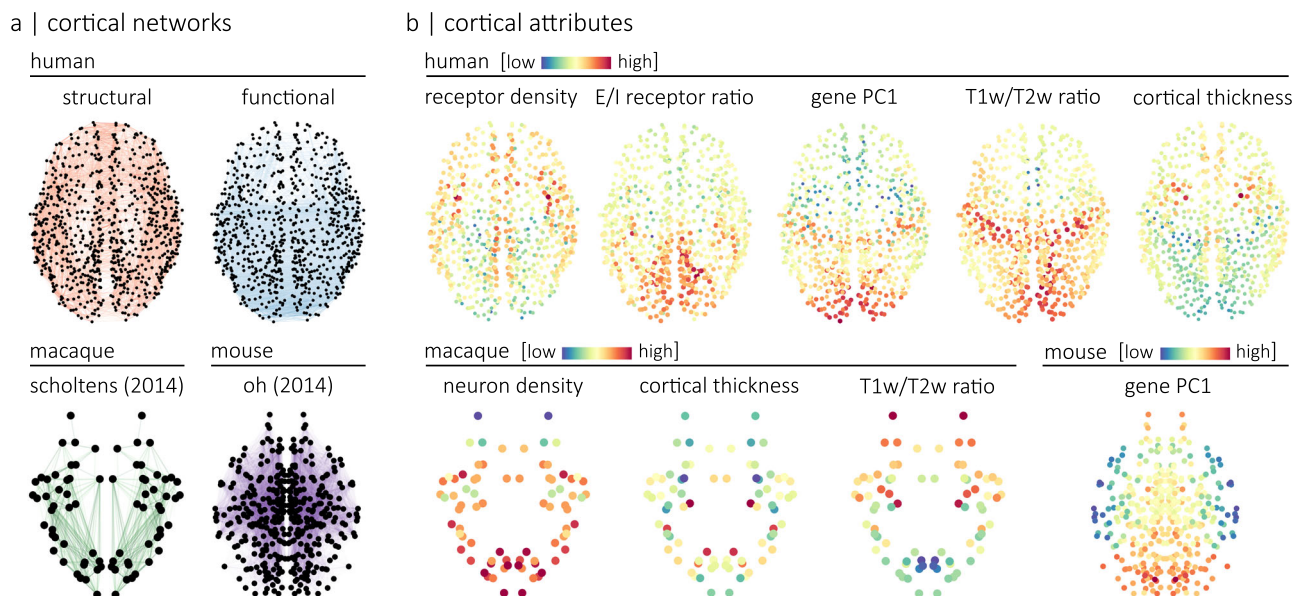 a | cortical networks
human
structural functional
macaque mouse
scholtens (2014) oh (2014)
b | cortical attributes
human [low high]
receptor density E/I receptor ratio gene PC1 T1w/T2w ratio cortical thickness
macaque [low high] mouse [low high]
neuron density cortical thickness T1w/T2w ratio gene PC1